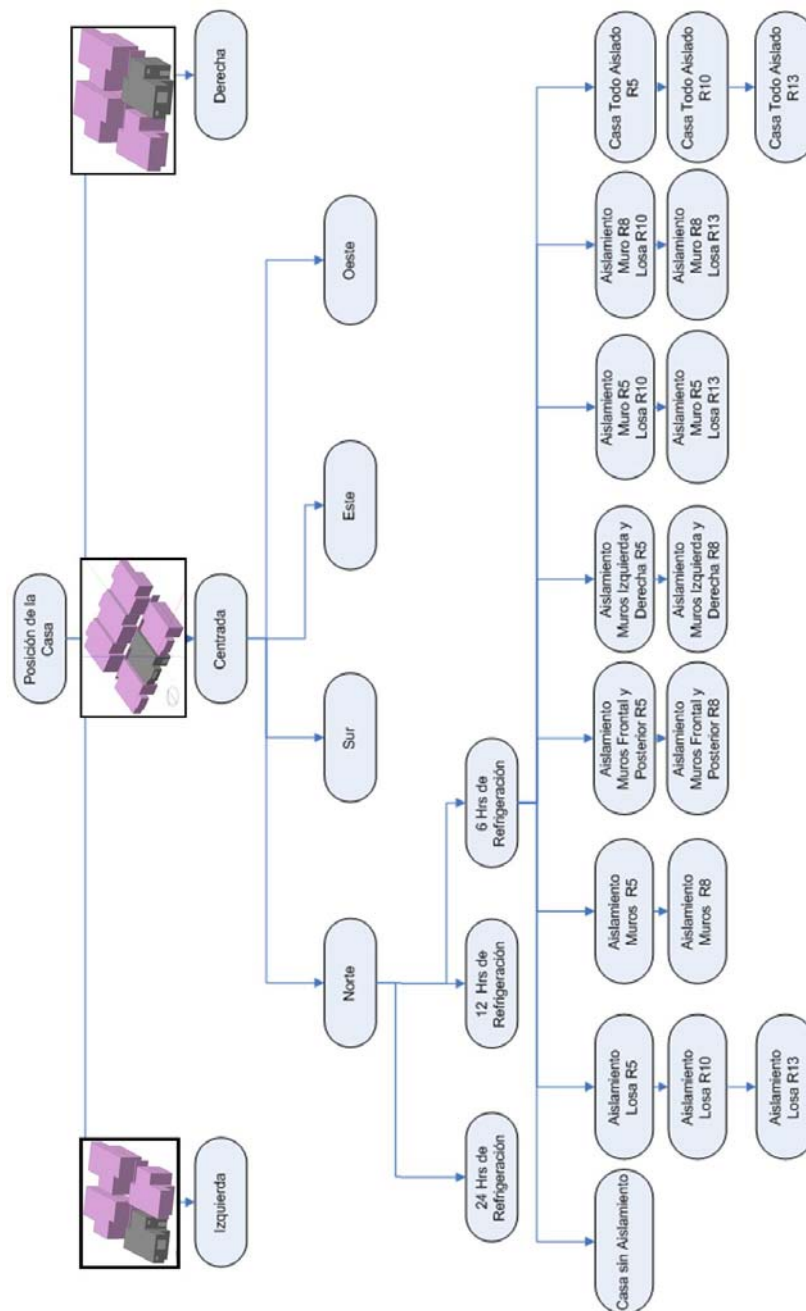 Posición de la
Casa
Izquierda
Centrada
Derecha
Norte
Sur
Este
Oeste
24 Hrs de
Refrigeración
12 Hrs de
Refrigeración
6 Hrs de
Refrigeración
Casa sin Aislamiento
Aislamiento
Losa R5
Aislamiento
Losa R10
Aislamiento
Losa R13
Aislamiento
Muros R5
Aislamiento
Muros R8
Aislamiento
Muros Frontal y
Posterior R5
Aislamiento
Muros Frontal y
Posterior R8
Aislamiento
Muros Izquierda y
Derecha R5
Aislamiento
Muros Izquierda y
Derecha R8
Aislamiento
Muro R5
Losa R10
Aislamiento
Muro R5
Losa R13
Aislamiento
Muro R8
Losa R10
Aislamiento
Muro R8
Losa R13
Casa Todo Aislado
R5
Casa Todo Aislado
R10
Casa Todo Aislado
R13